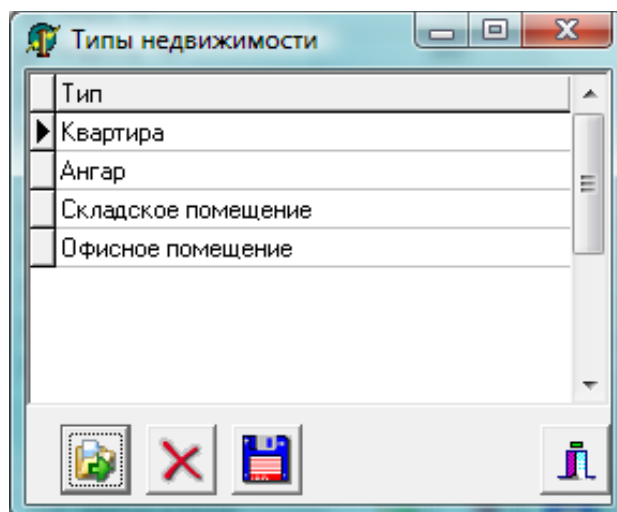 Типы недвижимости
Тип
Квартира
Ангар
Складское помещение
Офисное помещение